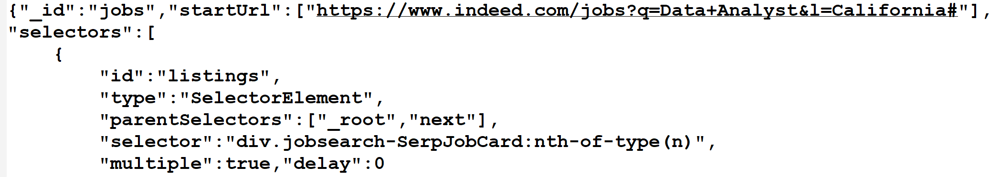 {"_id":"jobs","startUrl":["https://www.indeed.com/jobs?q=Data+Analyst&l=California#"],
"selectors":[
{
"id":"listings",
"type":"SelectorElement",
"parentSelectors":["_root","next"],
"selector":"div.jobsearch-SerpJobCard:nth-of-type(n)",
"multiple":true,"delay":0